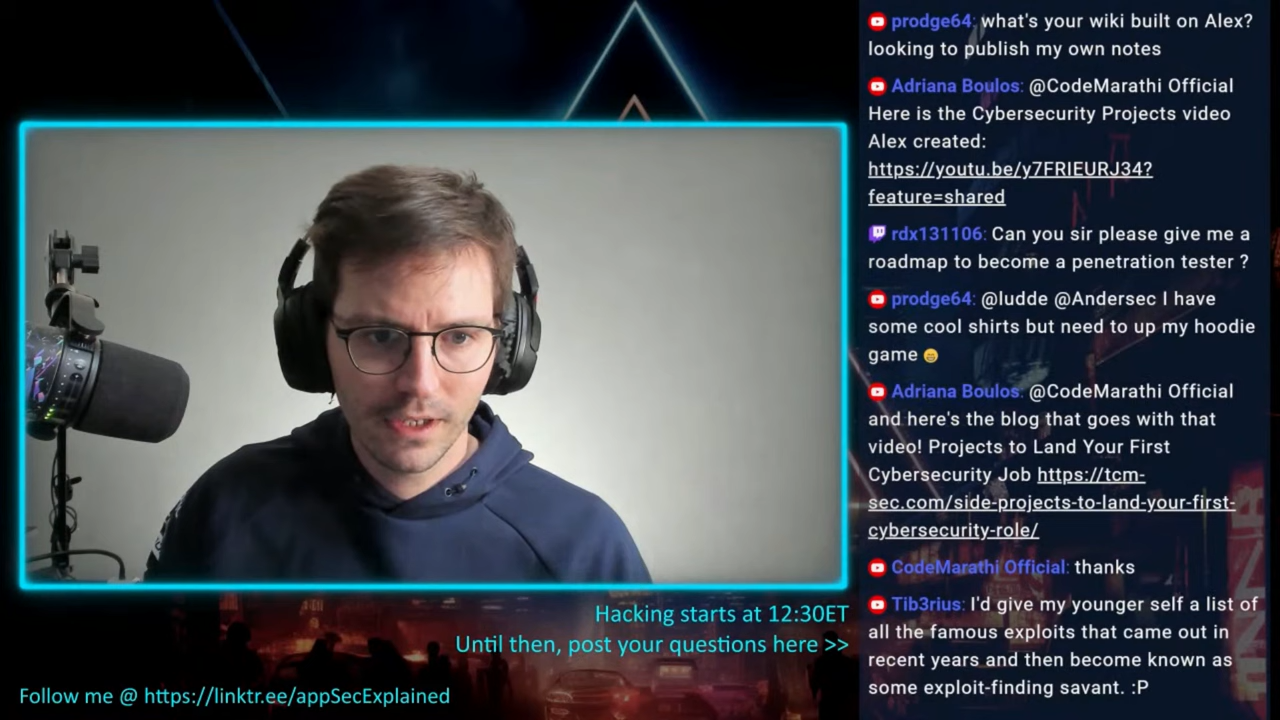 prodge64: what's your wiki built on Alex?
looking to publish my own notes
Adriana Boulos: @CodeMarathi Official
Here is the Cybersecurity Projects video
Alex created:
https://youtu.be/y7FRIEURJ34?
feature=shared
rdx131106: Can you sir please give me a
roadmap to become a penetration tester ?
prodge64: @ludde @Andersec I have
some cool shirts but need to up my hoodie
game 😁
Adriana Boulos: @CodeMarathi Official
and here's the blog that goes with that
video! Projects to Land Your First
Cybersecurity Job https://tcm-
sec.com/side-projects-to-land-your-first-
cybersecurity-role/
CodeMarathi Official: thanks
Tib3rius: I'd give my younger self a list of
all the famous exploits that came out in
recent years and then become known as
some exploit-finding savant. :P
Hacking starts at 12:30ET
Until then, post your questions here >>
Follow me @ https://linktr.ee/appSecExplained